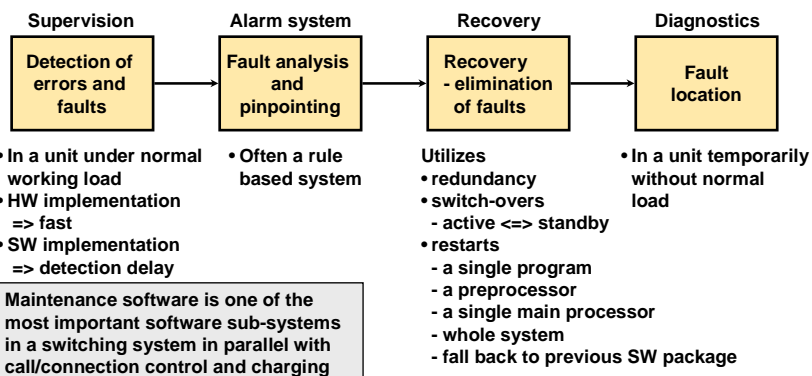 Supervision
Detection of
errors and
faults
• In a unit under normal
working load
• HW implementation
=> fast
• SW implementation
=> detection delay
Alarm system
Fault analysis
and
pinpointing
• Often a rule
based system
Recovery
Recovery
- elimination
of faults
Utilizes
• redundancy
• switch-overs
- active <=> standby
• restarts
- a single program
- a preprocessor
- a single main processor
- whole system
- fall back to previous SW package
Diagnostics
Fault
location
• In a unit temporarily
without normal
load
Maintenance software is one of the
most important software sub-systems
in a switching system in parallel with
call/connection control and charging